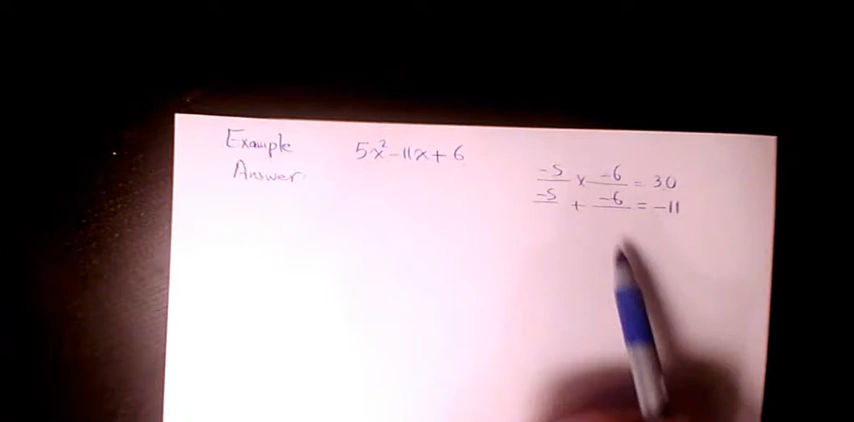 Example 5x² - 11x + 6
Answer
-5 x -6 = 30
-5 + -6 = -11